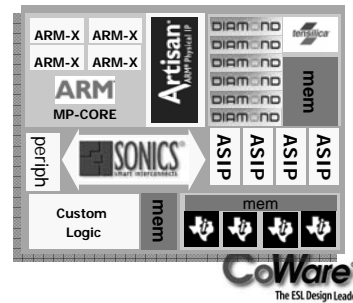 ARM-X ARM-X
ARM-X ARM-X
ARM
MP-CORE
Artisan
ARM® Physical IP
DIAMOND
DIAMOND
DIAMOND
DIAMOND
DIAMOND
DIAMOND
tensilica
mem
periph
SONICS
smart interconnects
ASIP
ASIP
ASIP
ASIP
Custom
Logic
mem
mem
CoWare®
The ESL Design Leade